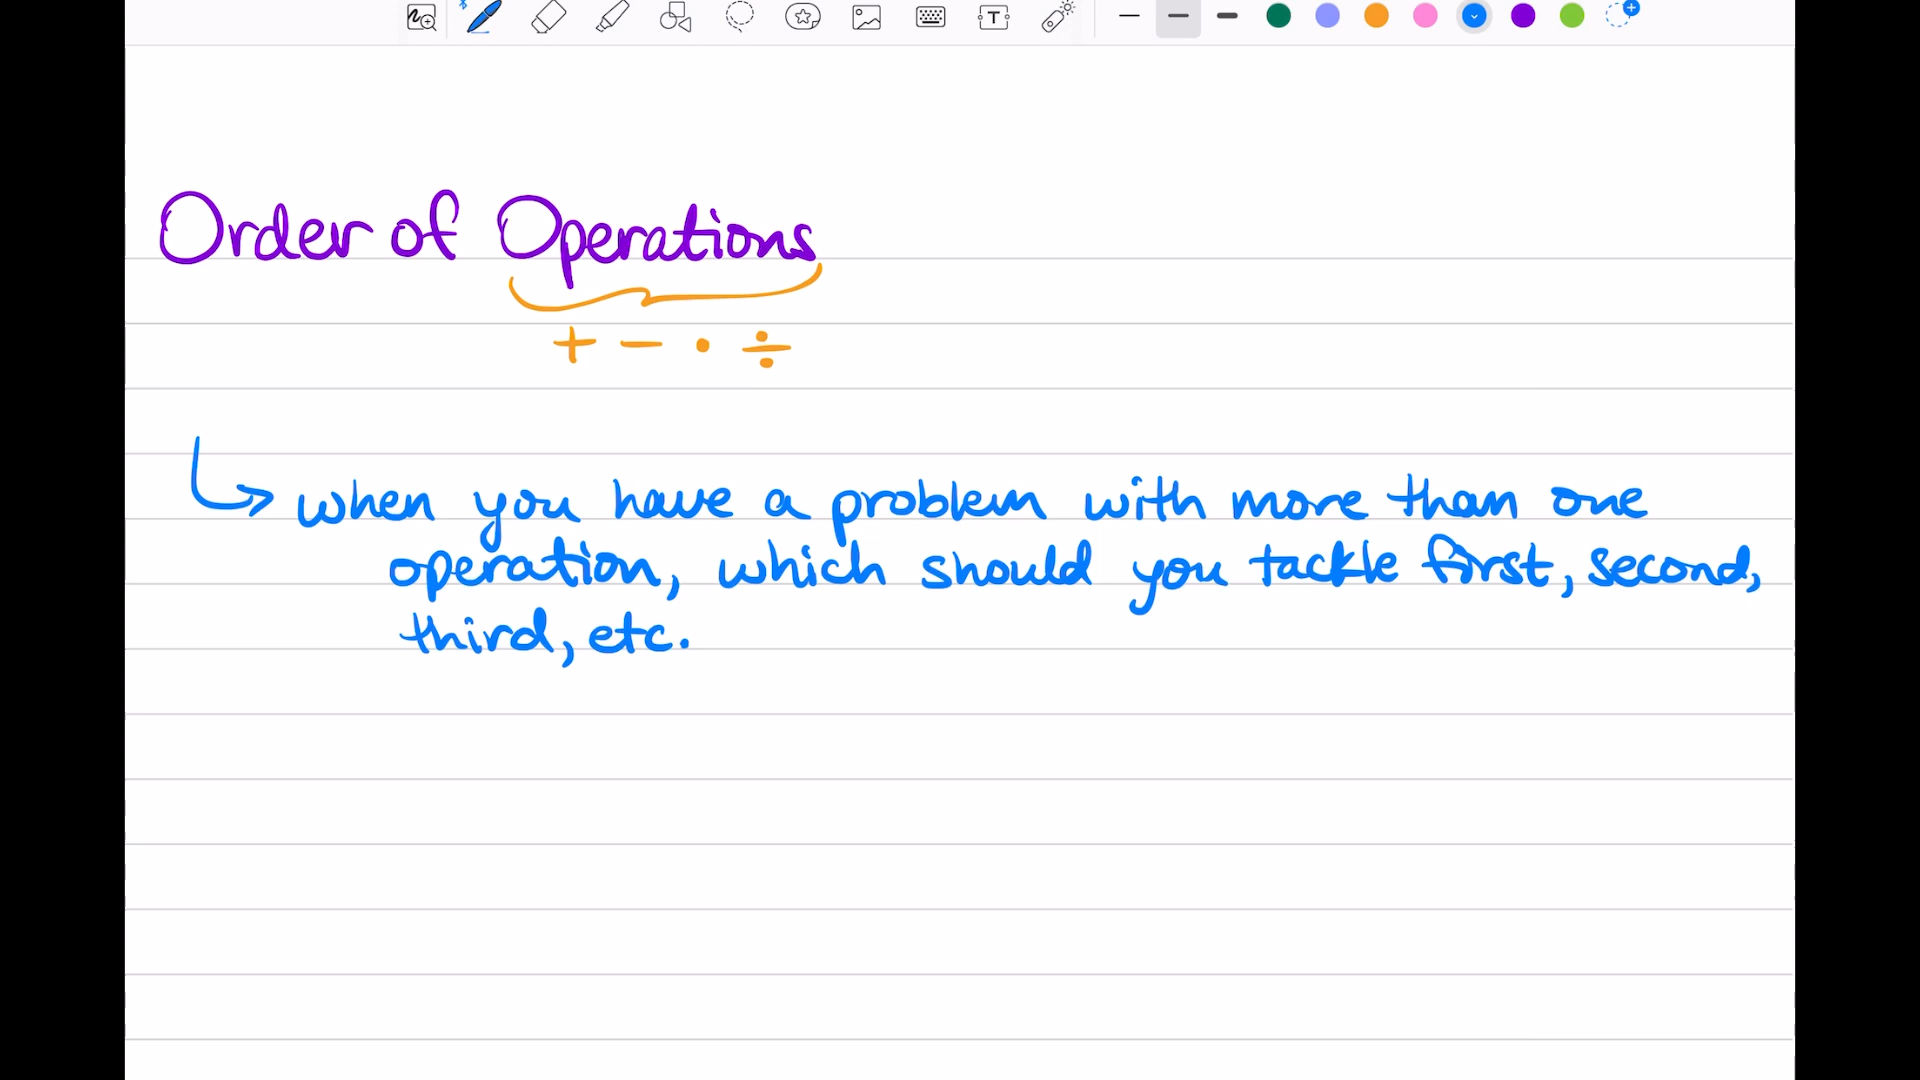 Order of Operations
+ − · ÷
↳ when you have a problem with more than one
operation, which should you tackle first, second,
third, etc.